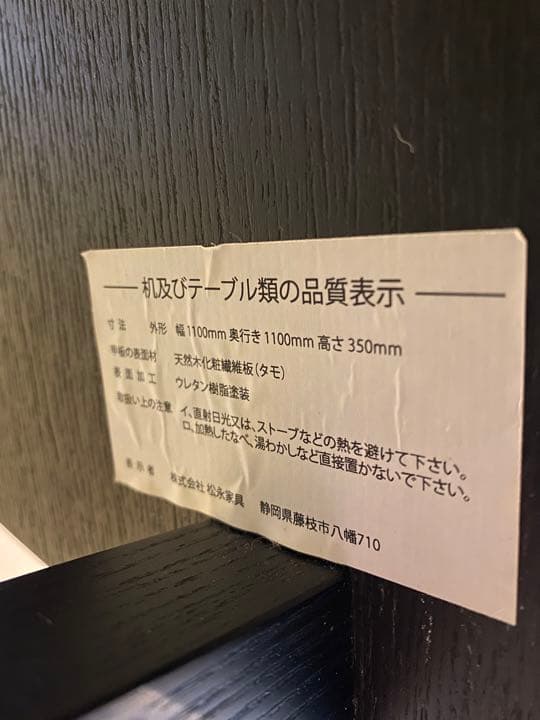 机及びテーブル類の品質表示
寸法 外形 幅1100mm 奥行き1100mm 高さ350mm
甲板の表面材 天然木化粧繊維板(タモ)
表面加工 ウレタン樹脂塗装
取扱い上の注意 イ、直射日光又は、ストーブなどの熱を避けて下さい。
ロ、加熱したなべ、湯わかしなど直接置かないで下さい。
表示者 株式会社 松永家具 静岡県藤枝市八幡710